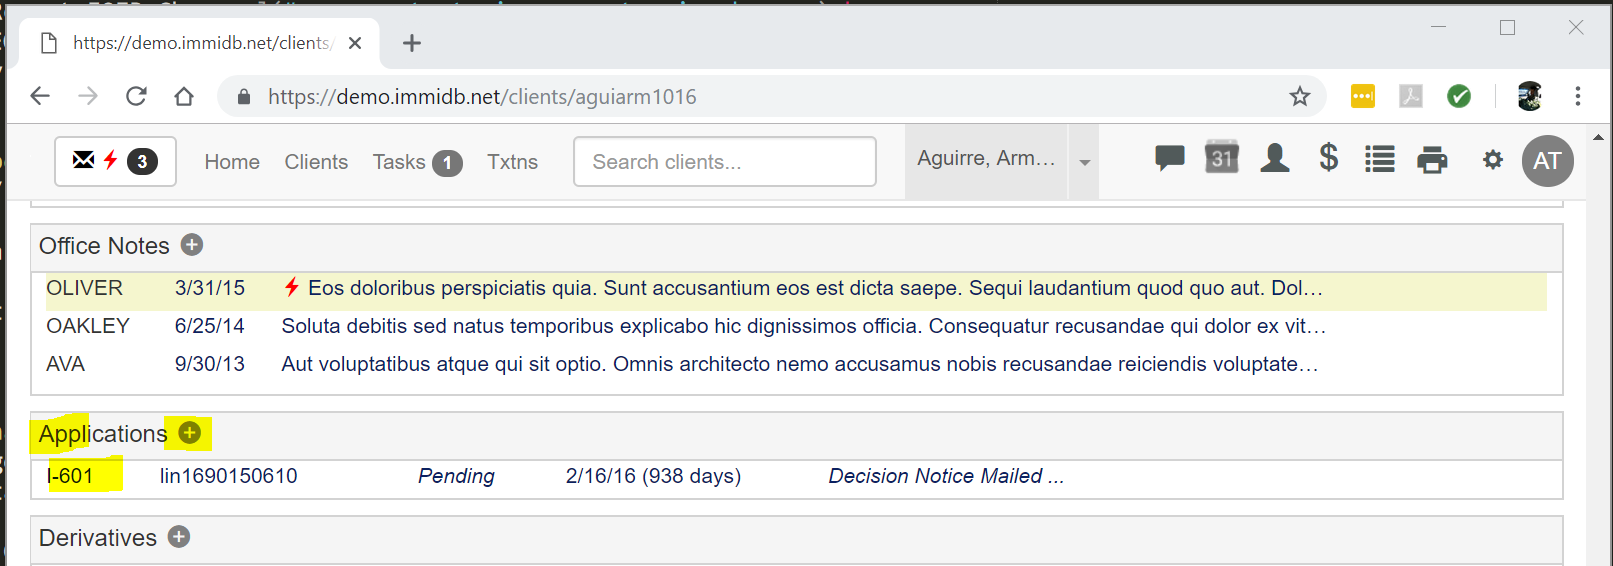 https://demo.immidb.net/clients/
https://demo.immidb.net/clients/aguiarm1016
3 Home Clients Tasks 1 Txtns Search clients... Aguirre, Arm... 31 $ AT
Office Notes
OLIVER 3/31/15 Eos doloribus perspiciatis quia. Sunt accusantium eos est dicta saepe. Sequi laudantium quod quo aut. Dol...
OAKLEY 6/25/14 Soluta debitis sed natus temporibus explicabo hic dignissimos officia. Consequatur recusandae qui dolor ex vit...
AVA 9/30/13 Aut voluptatibus atque qui sit optio. Omnis architecto nemo accusamus nobis recusandae reiciendis voluptate...
Applications
I-601 lin1690150610 Pending 2/16/16 (938 days) Decision Notice Mailed ...
Derivatives